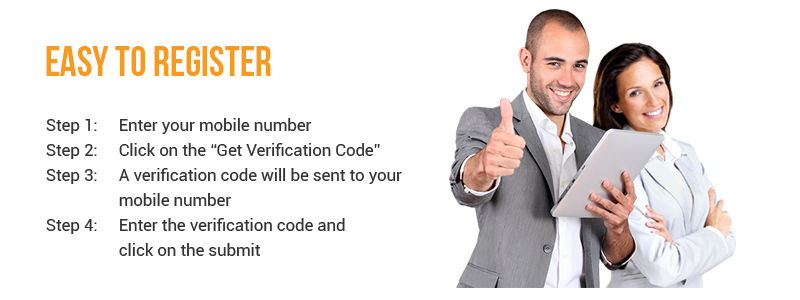 EASY TO REGISTER
Step 1: Enter your mobile number
Step 2: Click on the “Get Verification Code”
Step 3: A verification code will be sent to your
mobile number
Step 4: Enter the verification code and
click on the submit